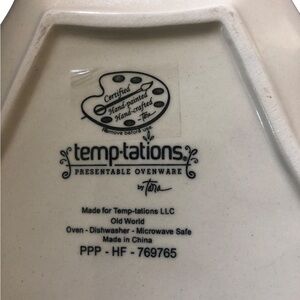 Certified
Hand-painted
Hand-crafted
Tara
Remove before use
temp-tations®
PRESENTABLE OVENWARE
by Tara
Made for Temp-tations LLC
Old World
Oven - Dishwasher - Microwave Safe
Made in China
PPP - HF - 769765